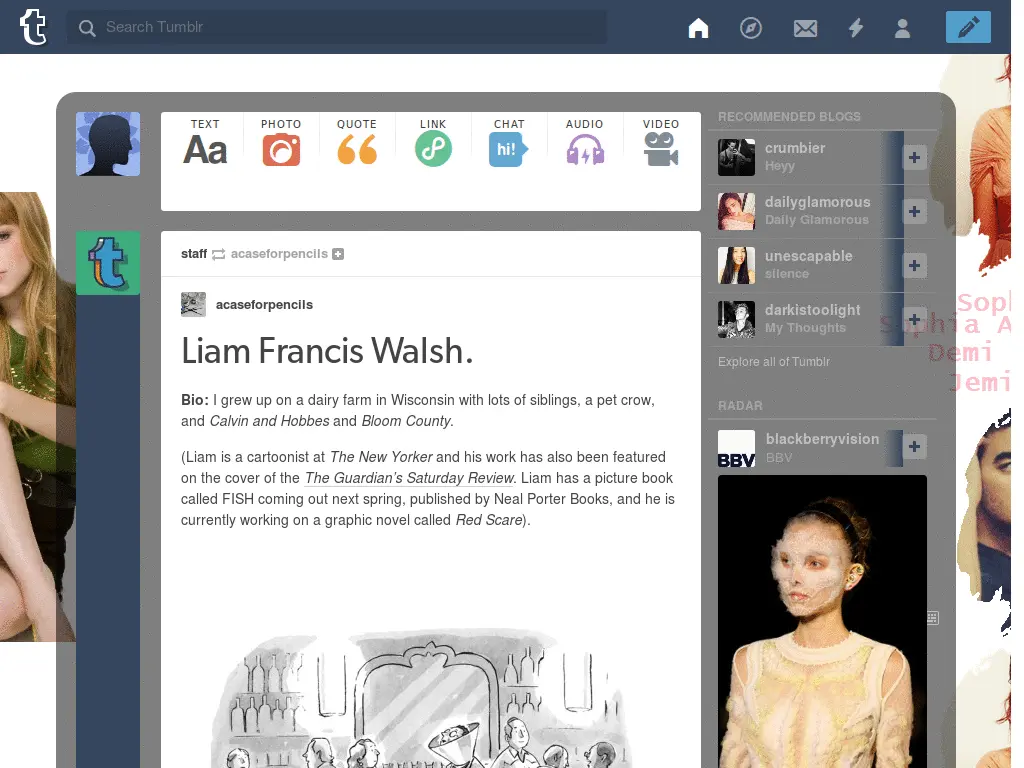 Search Tumblr
TEXT PHOTO QUOTE LINK CHAT AUDIO VIDEO
Aa
hi!
staff acaseforpencils
acaseforpencils
Liam Francis Walsh.
Bio: I grew up on a dairy farm in Wisconsin with lots of siblings, a pet crow,
and Calvin and Hobbes and Bloom County.
(Liam is a cartoonist at The New Yorker and his work has also been featured
on the cover of the The Guardian’s Saturday Review. Liam has a picture book
called FISH coming out next spring, published by Neal Porter Books, and he is
currently working on a graphic novel called Red Scare).
RECOMMENDED BLOGS
crumbier
Heyy
dailyglamorous
Daily Glamorous
unescapable
silence
darkistoolight
My Thoughts
Explore all of Tumblr
RADAR
BBV
blackberryvision
BBV
Soph
Sophia A
Demi
Jemi